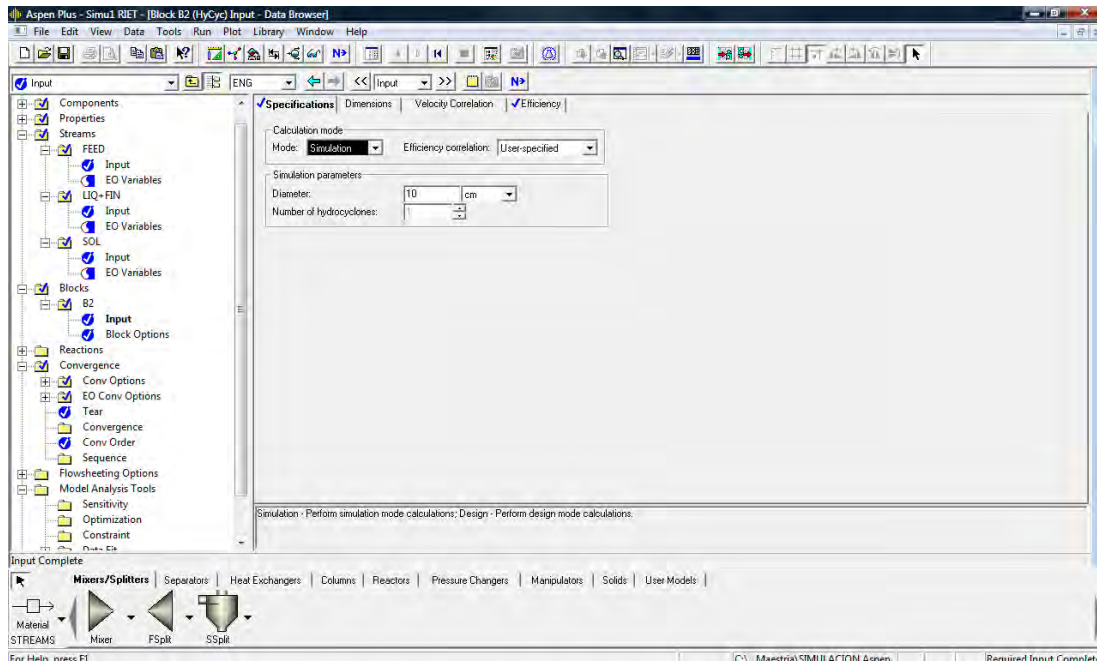 Aspen Plus - Simu1 RIET - [Block B2 (HyCyc) Input - Data Browser]
File Edit View Data Tools Run Plot Library Window Help
N>
Input ENG << Input >> N>
Components
Properties
Streams
FEED
Input
EO Variables
LIQ+FIN
Input
EO Variables
SOL
Input
EO Variables
Blocks
B2
Input
Block Options
Reactions
Convergence
Conv Options
EO Conv Options
Tear
Convergence
Conv Order
Sequence
Flowsheeting Options
Model Analysis Tools
Sensitivity
Optimization
Constraint
Data Fit
Specifications Dimensions Velocity Correlation Efficiency
Calculation mode
Mode: Simulation Efficiency correlation: User-specified
Simulation parameters
Diameter: 10 cm
Number of hydrocyclones: 1
Simulation - Perform simulation mode calculations; Design - Perform design mode calculations.
Input Complete
Mixers/Splitters Separators Heat Exchangers Columns Reactors Pressure Changers Manipulators Solids User Models
Material
STREAMS Mixer FSplit SSplit
For Help, press F1 C:\...Maestria\SIMULACION Aspen Required Input Complete